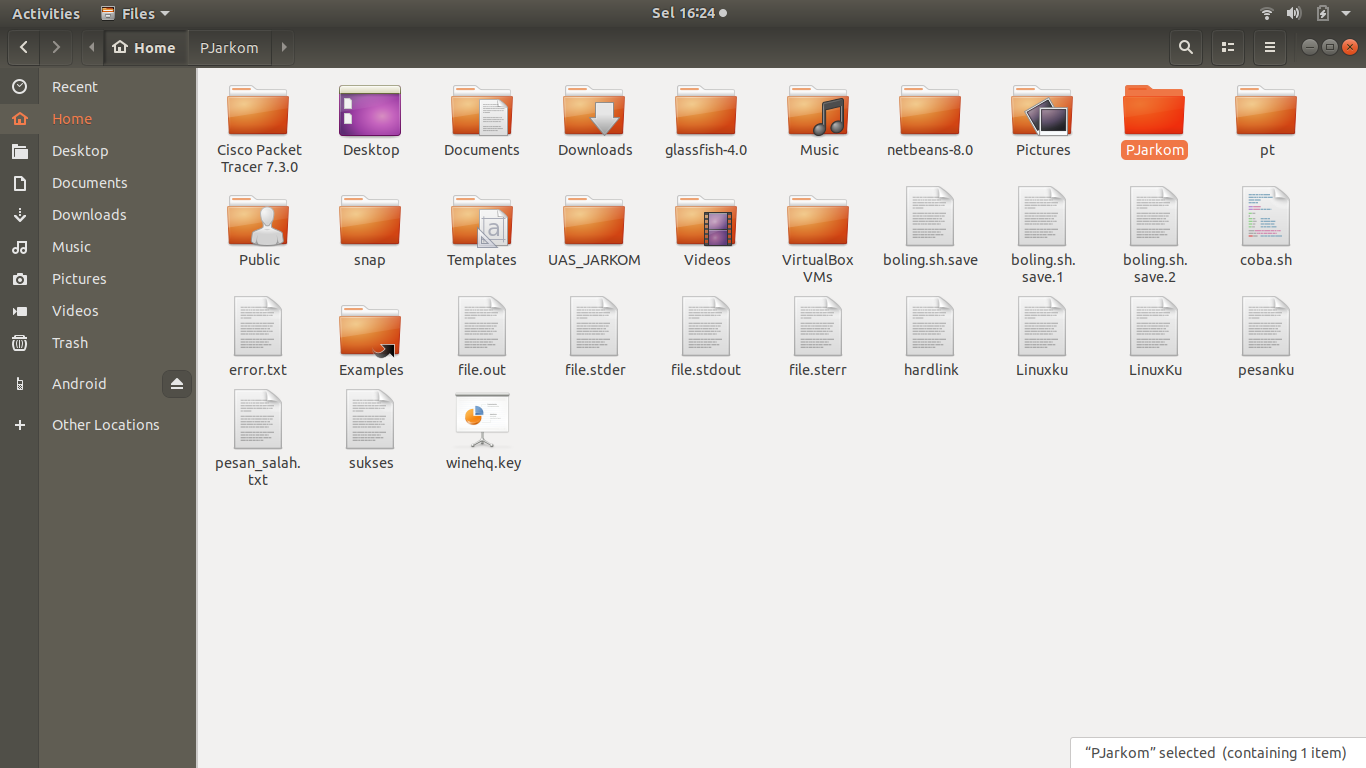 Activities Files Sel 16:24
Home PJarkom
Recent
Home
Desktop
Documents
Downloads
Music
Pictures
Videos
Trash
Android
Other Locations
Cisco Packet
Tracer 7.3.0
Desktop
Documents
Downloads
glassfish-4.0
Music
netbeans-8.0
Pictures
PJarkom
pt
Public
snap
Templates
UAS_JARKOM
Videos
VirtualBox
VMs
boling.sh.save
boling.sh.
save.1
boling.sh.
save.2
coba.sh
error.txt
Examples
file.out
file.stder
file.stdout
file.sterr
hardlink
Linuxku
LinuxKu
pesanku
pesan_salah.
txt
sukses
winehq.key
“PJarkom” selected (containing 1 item)